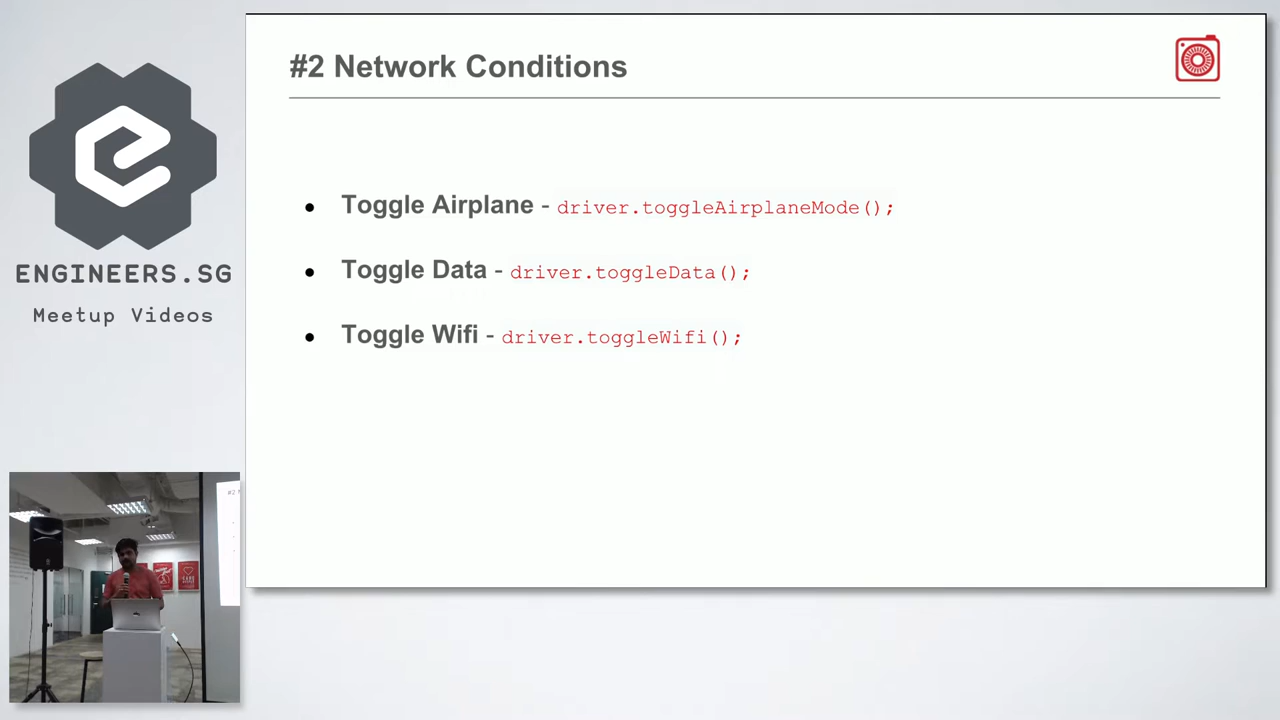 #2 Network Conditions
● Toggle Airplane - driver.toggleAirplaneMode();
● Toggle Data - driver.toggleData();
● Toggle Wifi - driver.toggleWifi();
ENGINEERS.SG
Meetup Videos